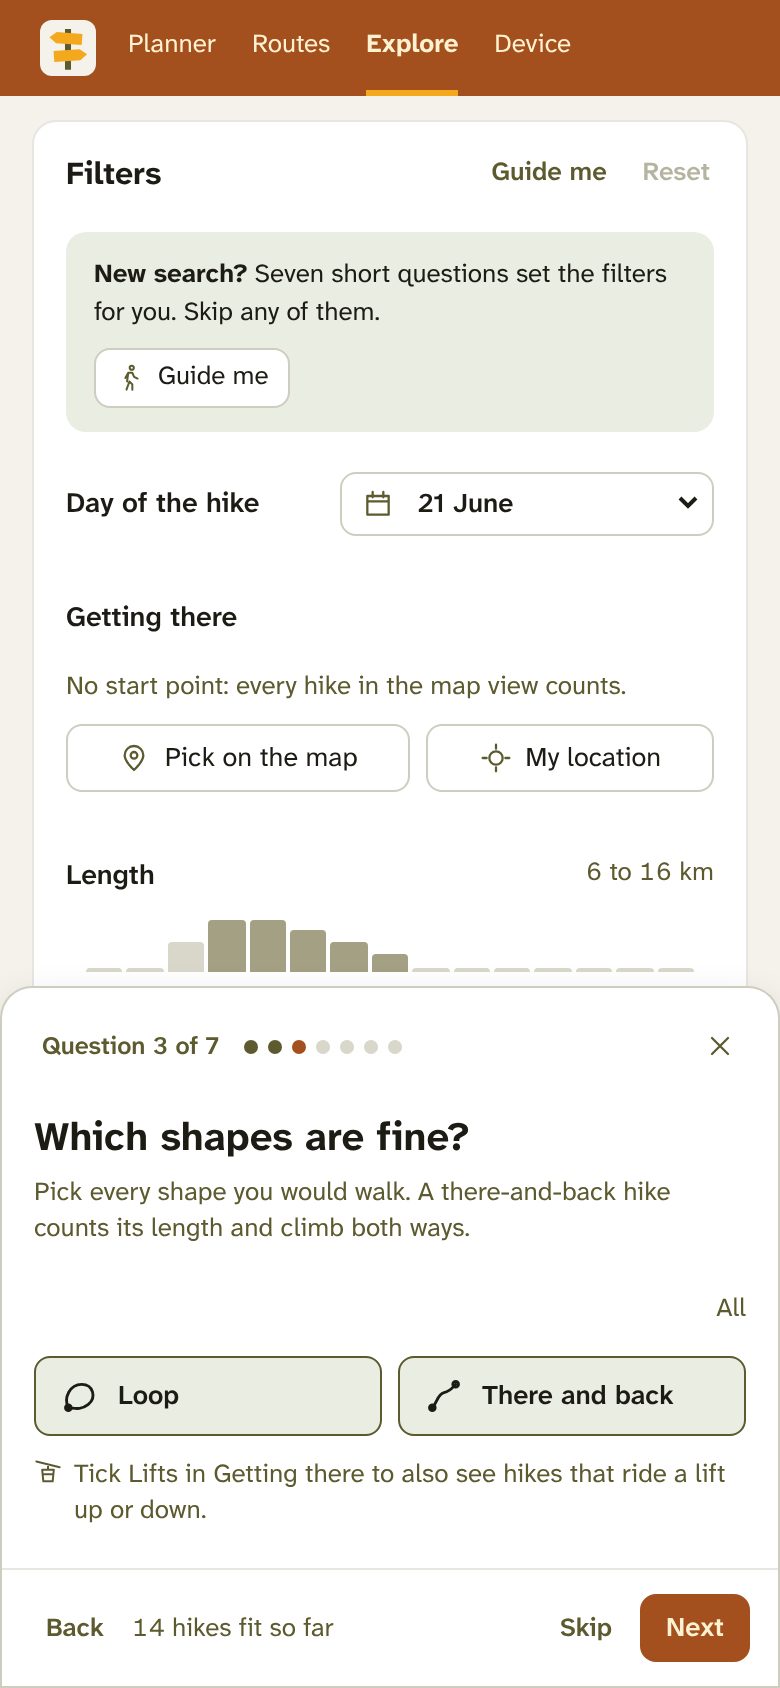 Planner Routes Explore Device
Filters Guide me Reset
New search? Seven short questions set the filters
for you. Skip any of them.
Guide me
Day of the hike 21 June
Getting there
No start point: every hike in the map view counts.
Pick on the map My location
Length 6 to 16 km
Question 3 of 7
Which shapes are fine?
Pick every shape you would walk. A there-and-back hike
counts its length and climb both ways.
All
Loop There and back
Tick Lifts in Getting there to also see hikes that ride a lift
up or down.
Back 14 hikes fit so far Skip Next